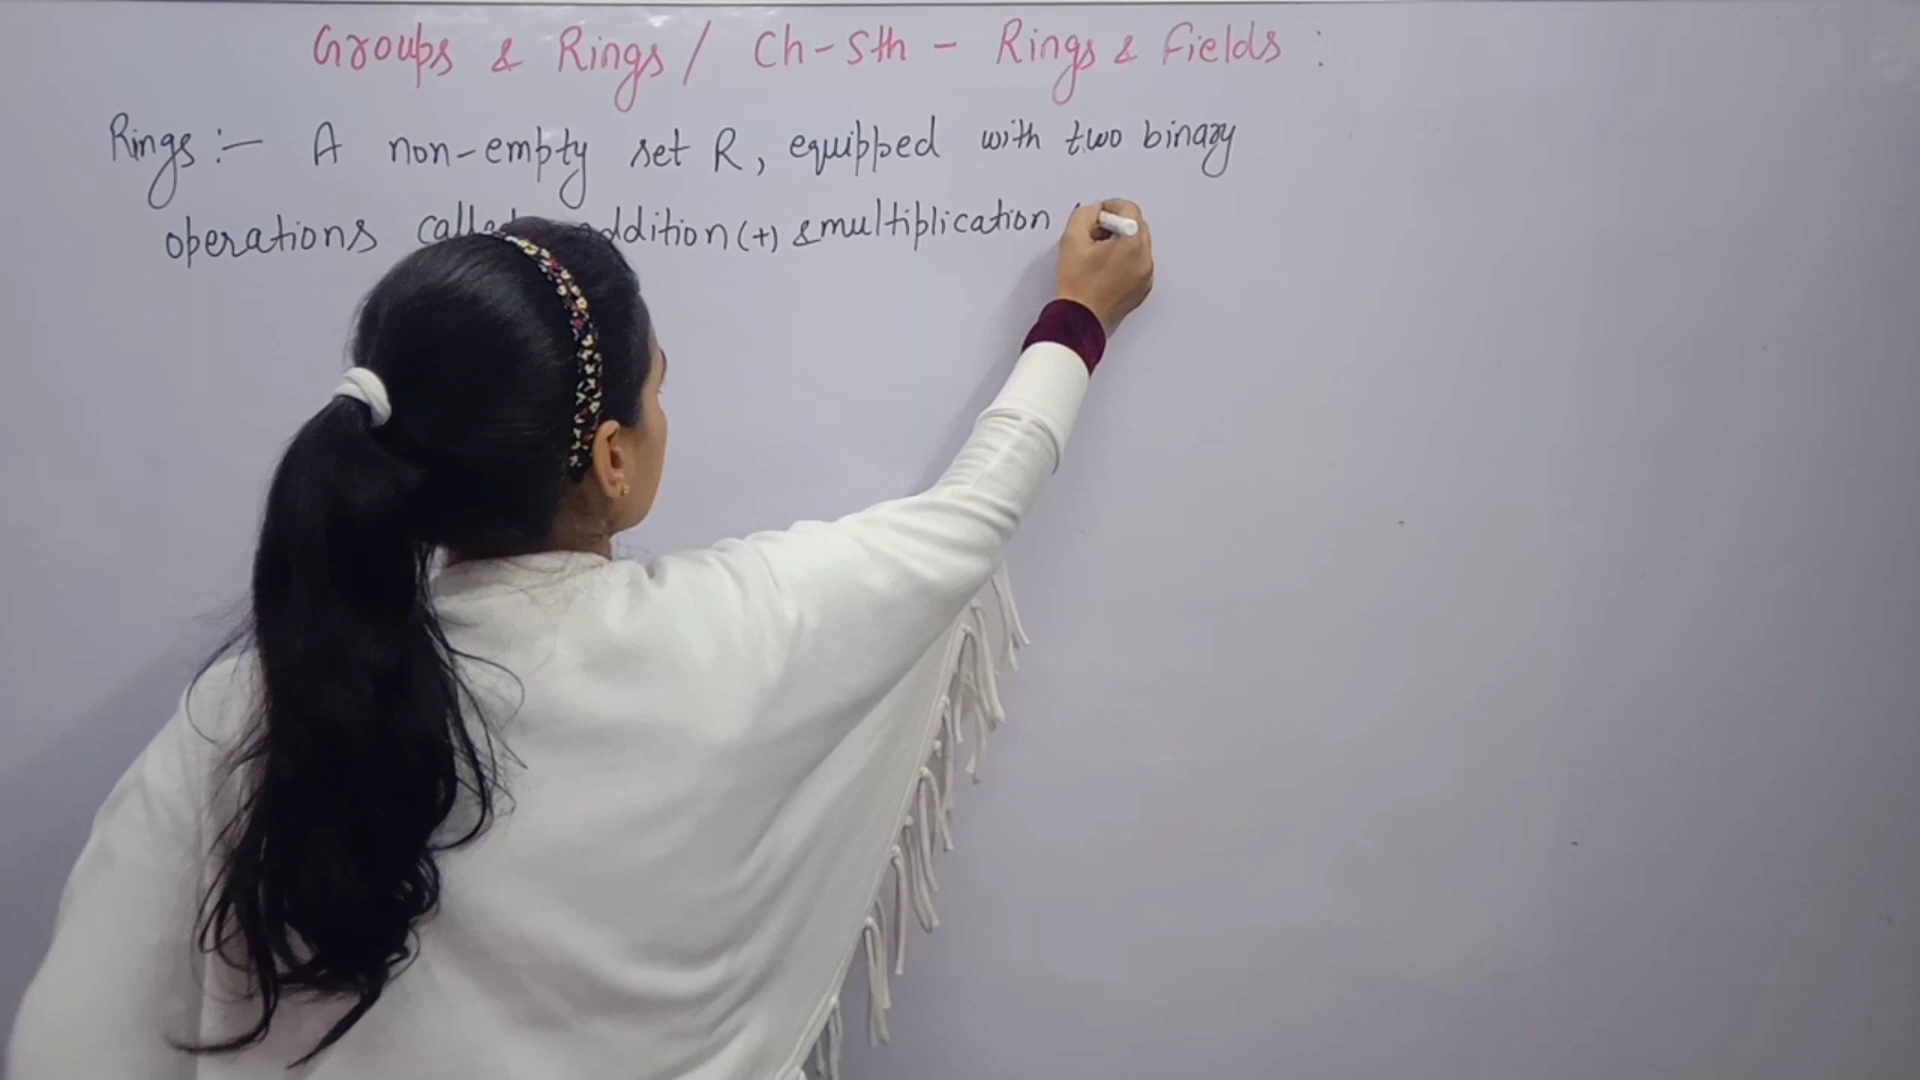 Groups & Rings / Ch-5th - Rings & Fields :
Rings :- A non-empty set R, equipped with two binary
operations called addition (+) & multiplication (